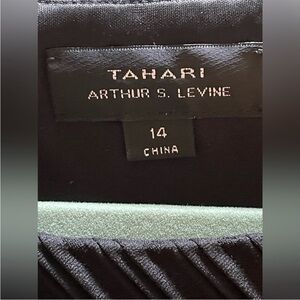 TAHARI
ARTHUR S. LEVINE
14
CHINA